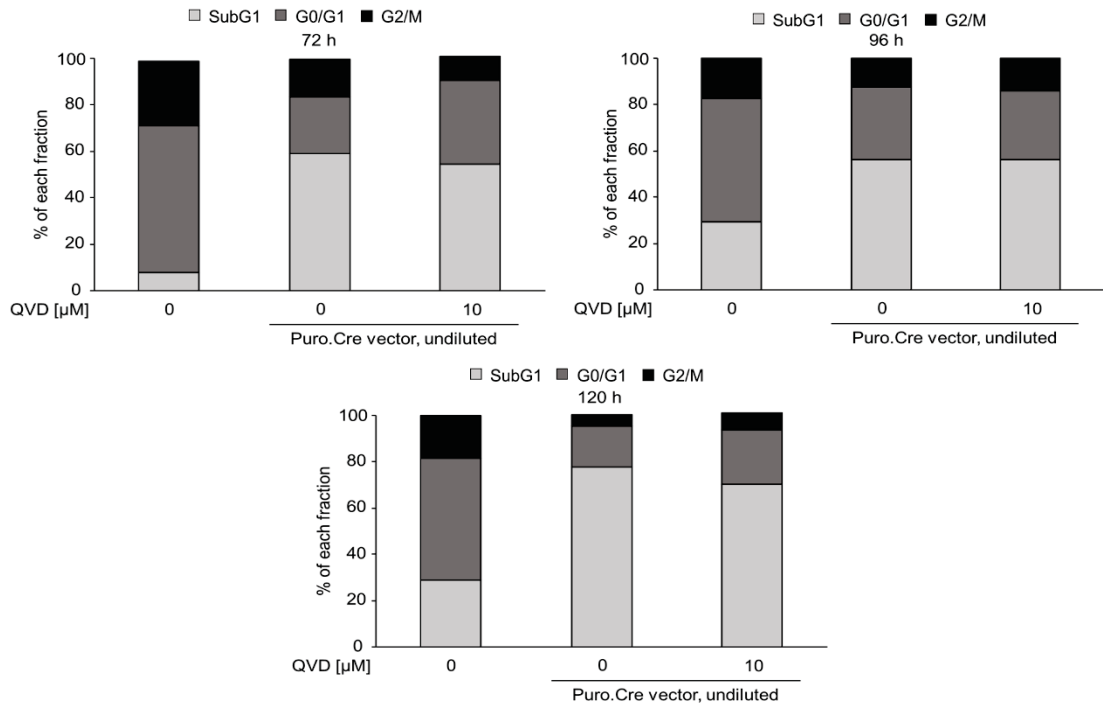 SubG1 G0/G1 G2/M
72 h
100
80
60
40
20
0
% of each fraction
QVD [µM] 0 0 10
Puro.Cre vector, undiluted
SubG1 G0/G1 G2/M
96 h
100
80
60
40
20
0
% of each fraction
QVD [µM] 0 0 10
Puro.Cre vector, undiluted
SubG1 G0/G1 G2/M
120 h
100
80
60
40
20
0
% of each fraction
QVD [µM] 0 0 10
Puro.Cre vector, undiluted